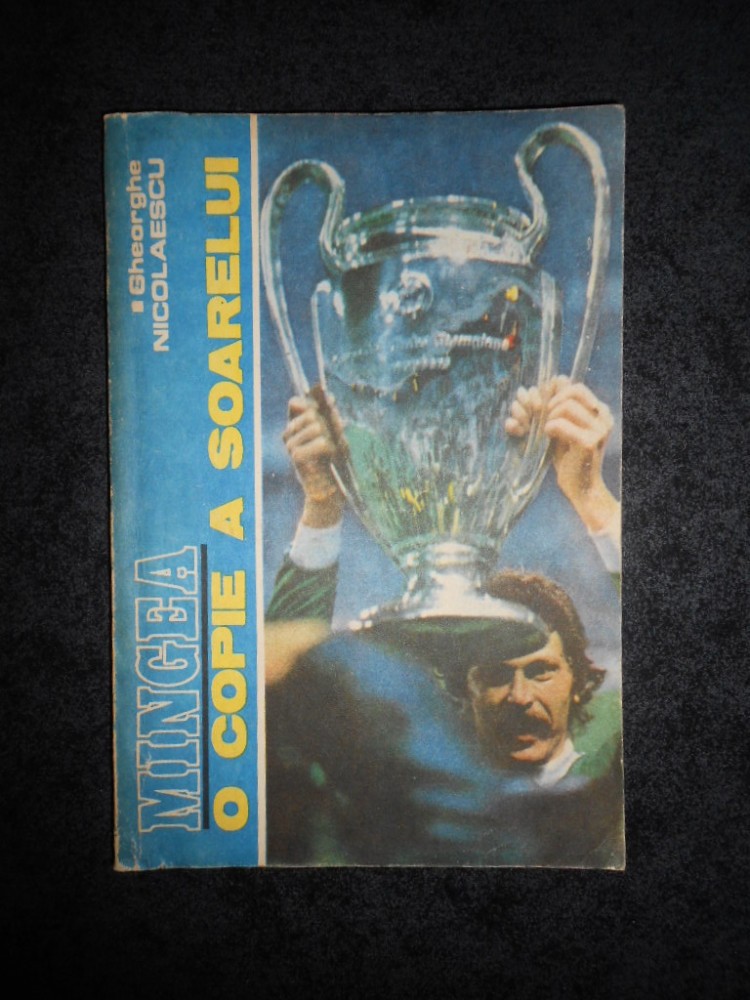 Gheorghe
NICOLAESCU
MINGEA
O COPIE A SOARELUI